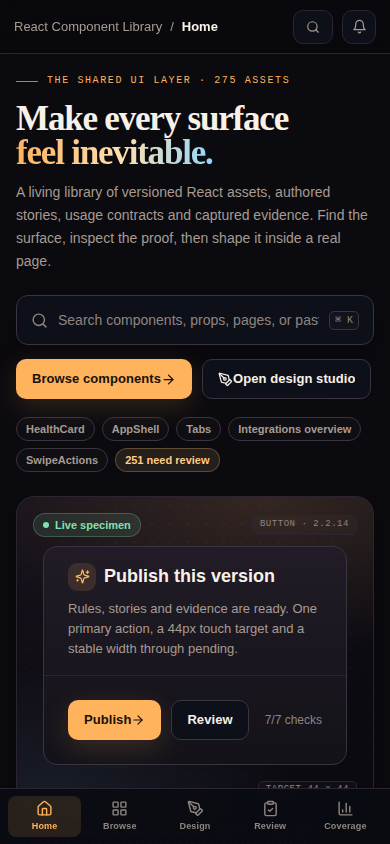 React Component Library / Home
THE SHARED UI LAYER · 275 ASSETS
Make every surface
feel inevitable.
A living library of versioned React assets, authored
stories, usage contracts and captured evidence. Find the
surface, inspect the proof, then shape it inside a real
page.
Search components, props, pages, or pas
⌘ K
Browse components
Open design studio
HealthCard
AppShell
Tabs
Integrations overview
SwipeActions
251 need review
Live specimen
BUTTON · 2.2.14
Publish this version
Rules, stories and evidence are ready. One
primary action, a 44px touch target and a
stable width through pending.
Publish
Review
7/7 checks
Home
Browse
Design
Review
Coverage